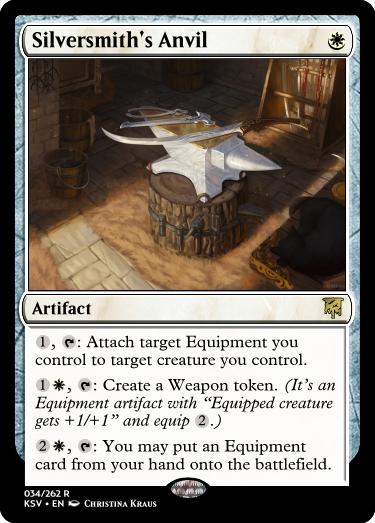 Silversmith's Anvil
Artifact
1, : Attach target Equipment you
control to target creature you control.
1 , : Create a Weapon token. (It's an
Equipment artifact with “Equipped creature
gets +1/+1” and equip 2.)
2 , : You may put an Equipment
card from your hand onto the battlefield.
034/262 R
KSV • EN Christina Kraus